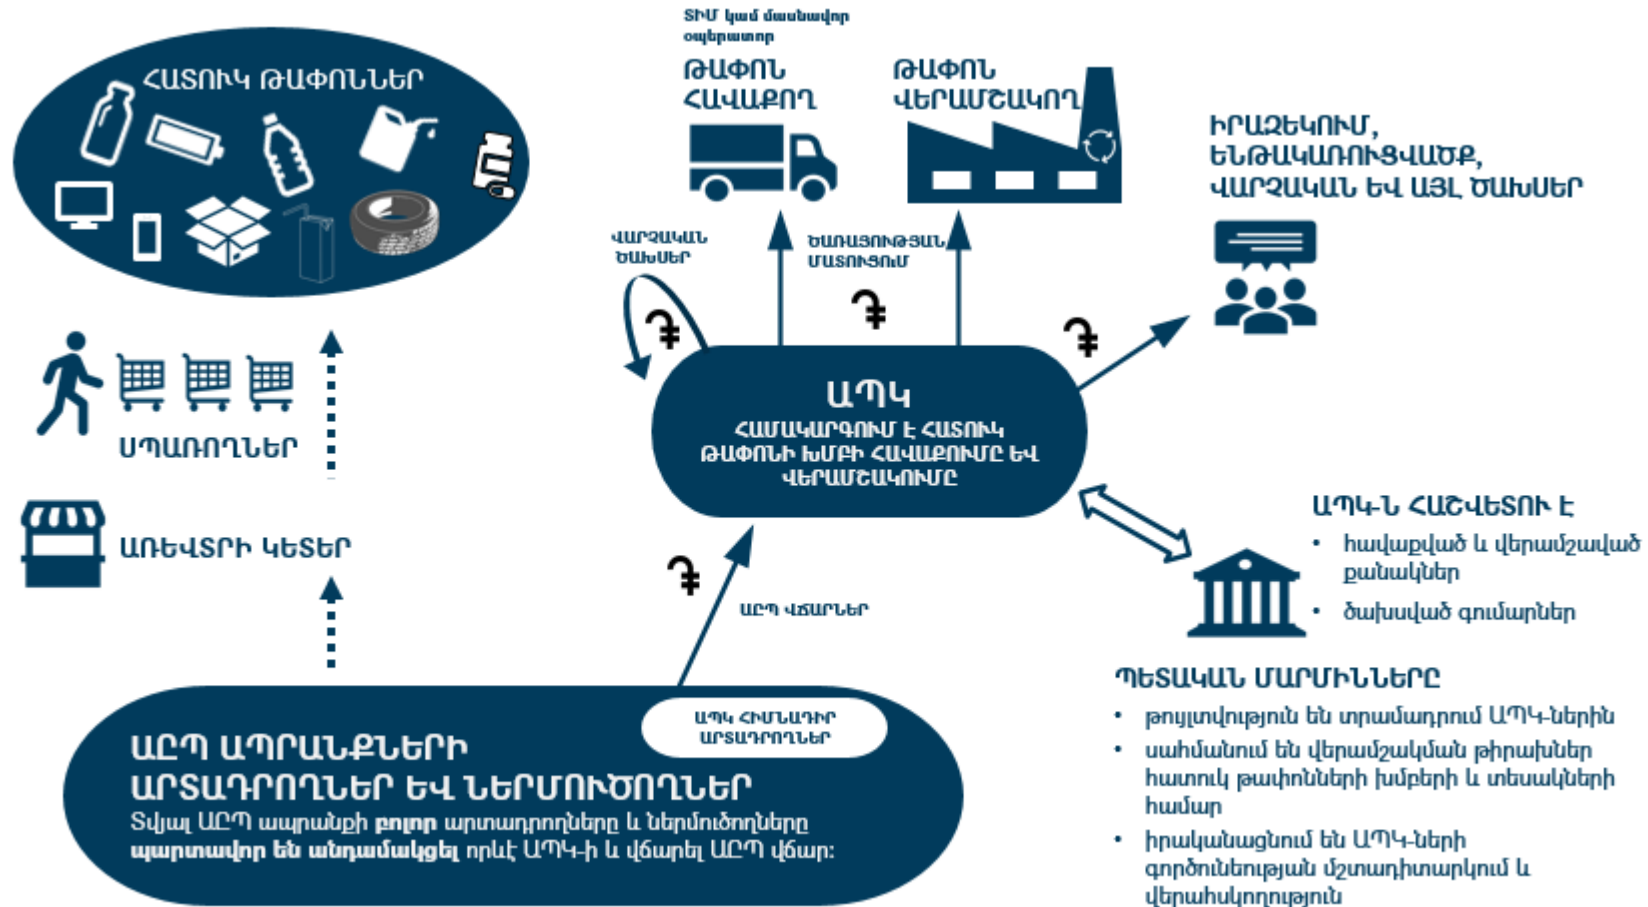 ՀԱՏՈՒԿ ԹԱՓՈՆՆԵՐ
ՍՊԱՌՈՂՆԵՐ
ԱՌԵՎՏՐԻ ԿԵՏԵՐ
ՏԻՄ կամ մասնավոր
օպերատոր
ԹԱՓՈՆ
ՀԱՎԱՔՈՂ
ԹԱՓՈՆ
ՎԵՐԱՄՇԱԿՈՂ
ԻՐԱԶԵԿՈՒՄ,
ԵՆԹԱԿԱՌՈՒՑՎԱԾՔ,
ՎԱՐՉԱԿԱՆ ԵՎ ԱՅԼ ԾԱԽՍԵՐ
ՎԱՐՉԱԿԱՆ
ԾԱԽՍԵՐ
ԾԱՌԱՅՈՒԹՅԱՆ
ՄԱՏՈՒՑՈւՄ
֏
֏
֏
ԱՊԿ
ՀԱՄԱԿԱՐԳՈՒՄ Է ՀԱՏՈՒԿ
ԹԱՓՈՆԻ ԽՄԲԻ ՀԱՎԱՔՈՒՄԸ ԵՎ
ՎԵՐԱՄՇԱԿՈՒՄԸ
֏
ԱԸՊ ՎՃԱՐՆԵՐ
ԱՊԿ-Ն ՀԱՇՎԵՏՈՒ Է
• հավաքված և վերամշաված
քանակներ
• ծախսված գումարներ
ՊԵՏԱԿԱՆ ՄԱՐՄԻՆՆԵՐԸ
• թույլտվություն են տրամադրում ԱՊԿ-ներին
• սահմանում են վերամշակման թիրախներ
հատուկ թափոնների խմբերի և տեսակների
համար
• իրականացնում են ԱՊԿ-ների
գործունեության մշտադիտարկում և
վերահսկողություն
ԱՊԿ ՀԻՄՆԱԴԻՐ
ԱՐՏԱԴՐՈՂՆԵՐ
ԱԸՊ ԱՊՐԱՆՔՆԵՐԻ
ԱՐՏԱԴՐՈՂՆԵՐ ԵՎ ՆԵՐՄՈՒԾՈՂՆԵՐ
Տվյալ ԱԸՊ ապրանքի բոլոր արտադրողները և ներմուծողները
պարտավոր են անդամակցել որևէ ԱՊԿ-ի և վճարել ԱԸՊ վճար: